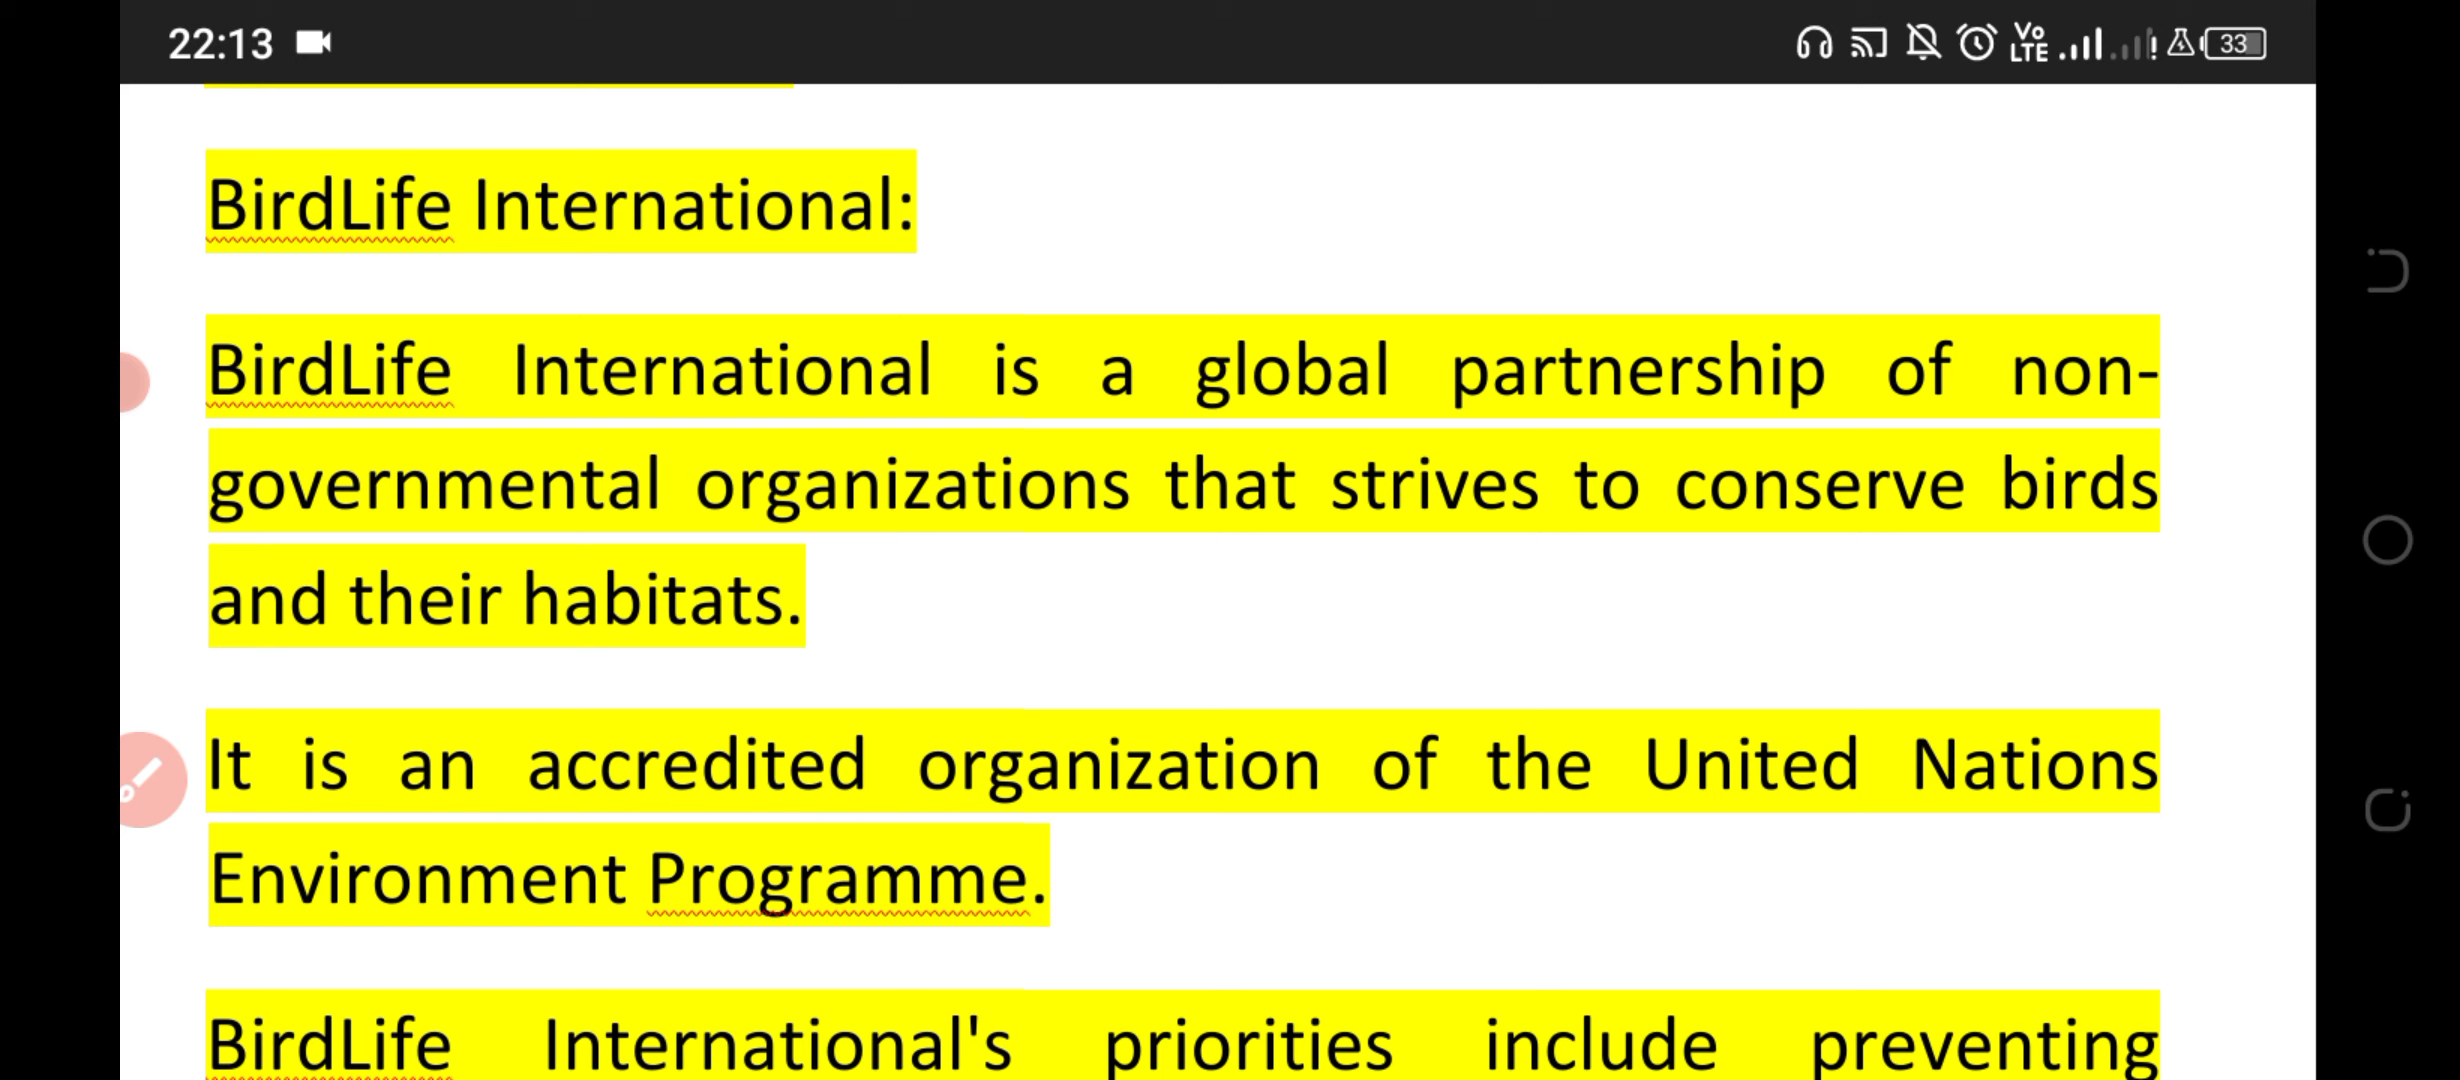 22:13
Vo
LTE
33
BirdLife International:
BirdLife International is a global partnership of non-
governmental organizations that strives to conserve birds
and their habitats.
It is an accredited organization of the United Nations
Environment Programme.
BirdLife International's priorities include preventing